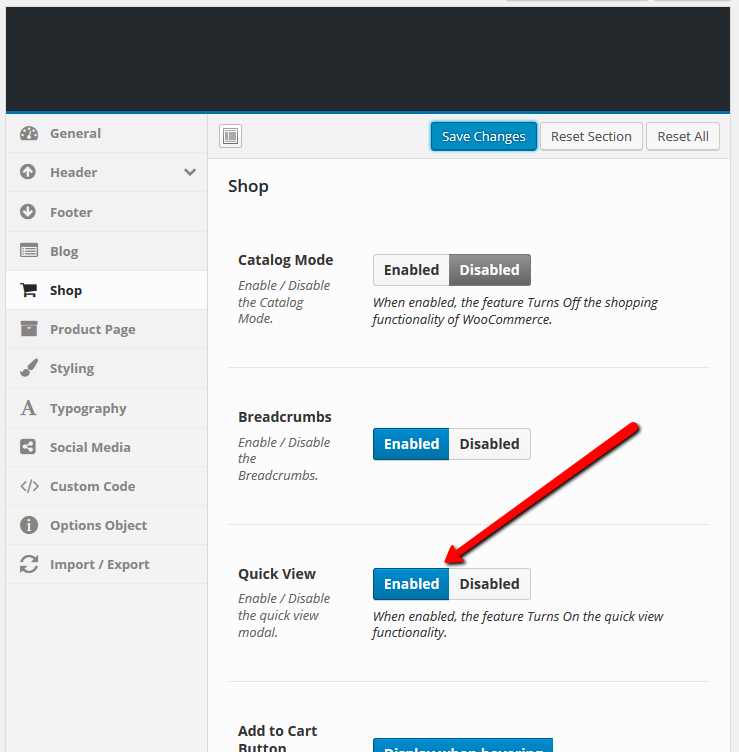 General
Header
Footer
Blog
Shop
Product Page
Styling
Typography
Social Media
Custom Code
Options Object
Import / Export
Save Changes
Reset Section
Reset All
Shop
Catalog Mode
Enable / Disable
the Catalog
Mode.
Enabled
Disabled
When enabled, the feature Turns Off the shopping
functionality of WooCommerce.
Breadcrumbs
Enable / Disable
the
Breadcrumbs.
Enabled
Disabled
Quick View
Enable / Disable
the quick view
modal.
Enabled
Disabled
When enabled, the feature Turns On the quick view
functionality.
Add to Cart
Button
Display when hovering